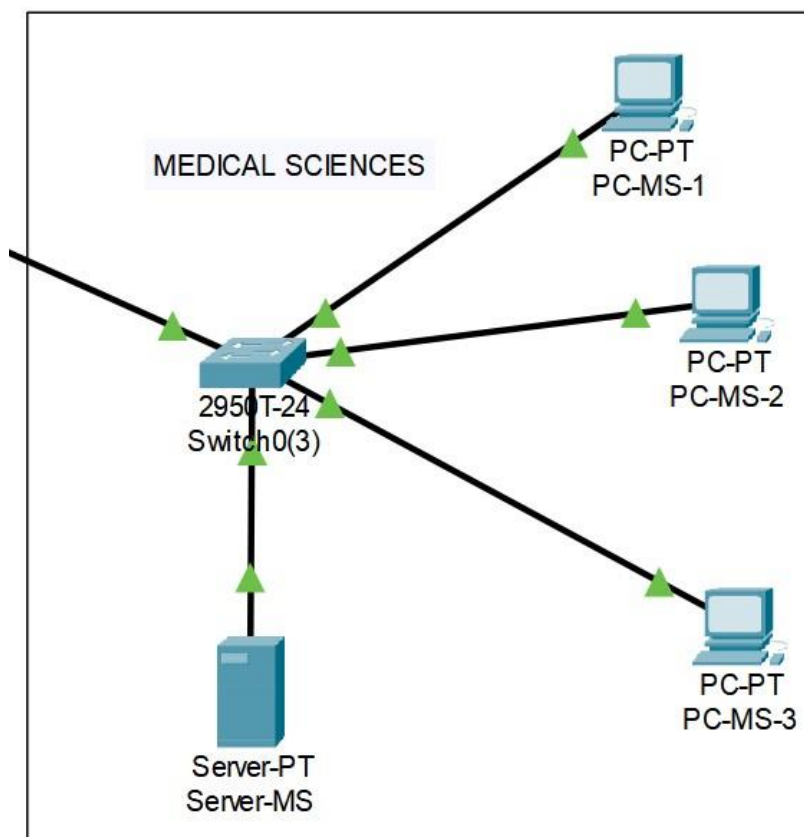 MEDICAL SCIENCES
PC-PT
PC-MS-1
PC-PT
PC-MS-2
2950T-24
Switch0(3)
PC-PT
PC-MS-3
Server-PT
Server-MS